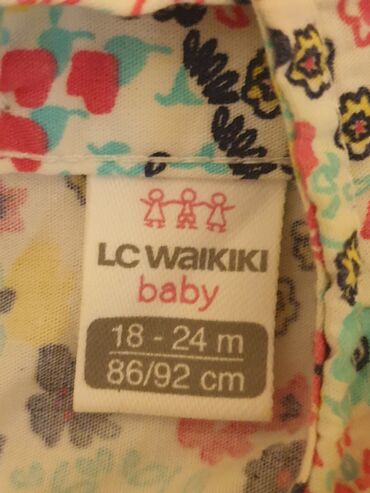 LC WAIKIKI
baby
18 - 24 m
86/92 cm